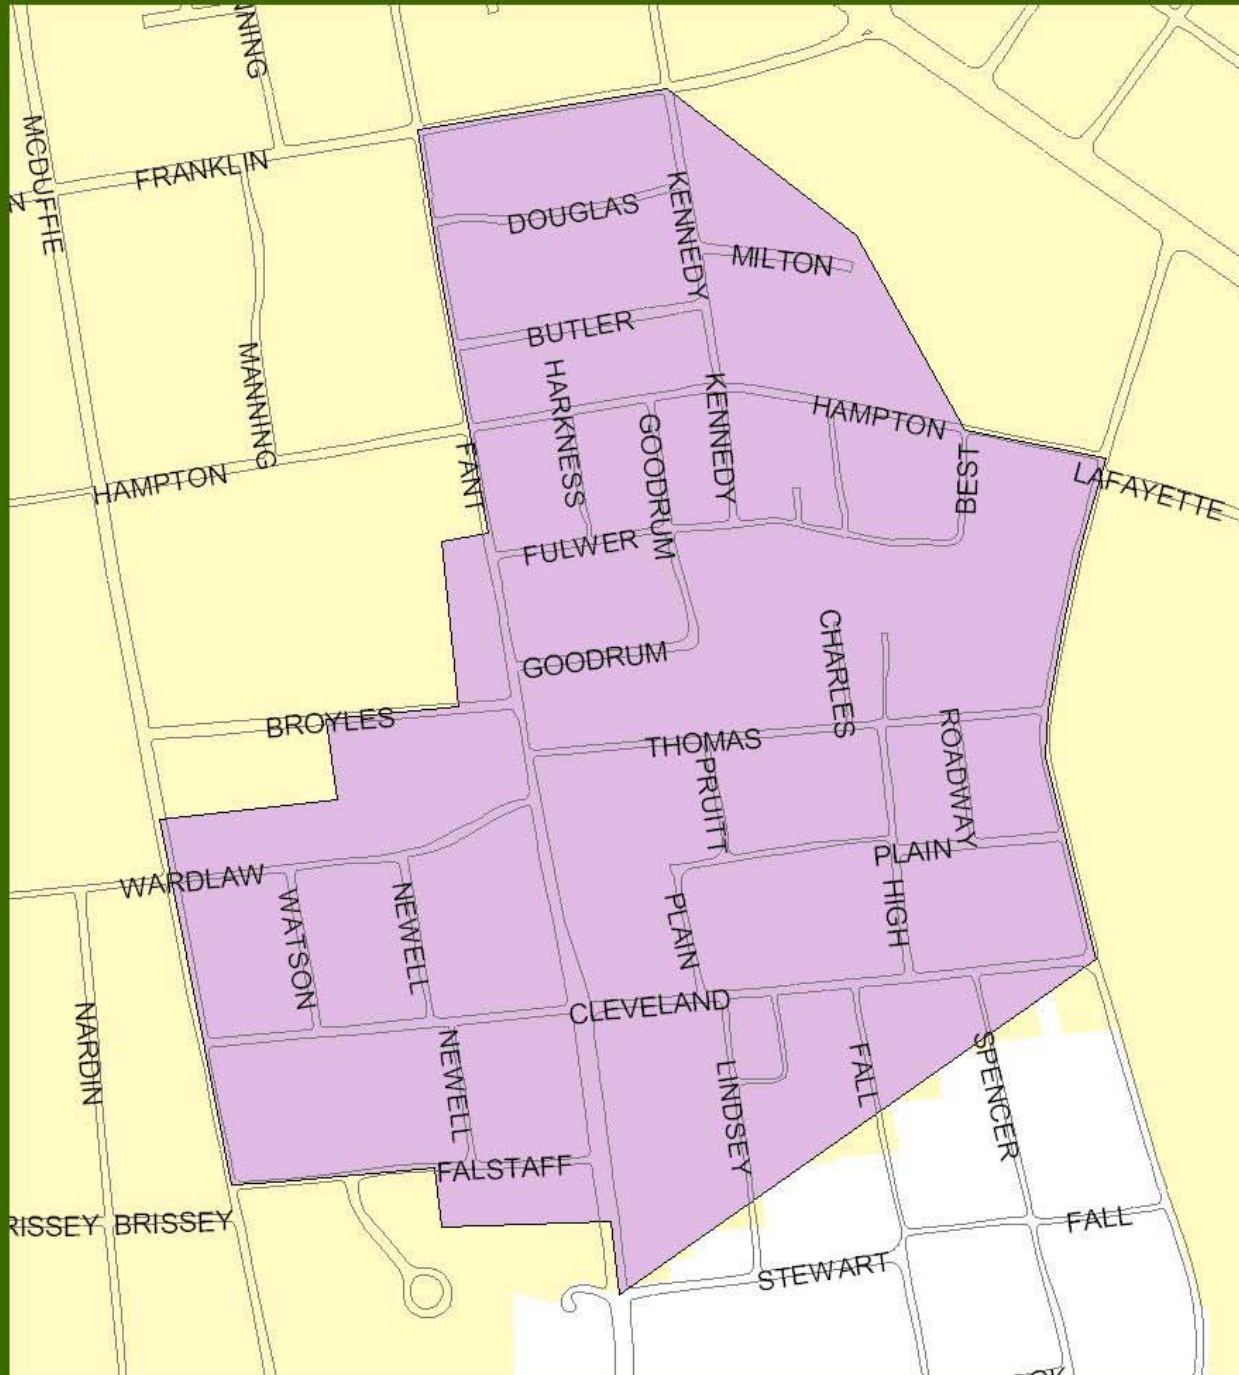 NNING
MCDUFFIE
FRANKLIN
N
DOUGLAS
KENNEDY
MILTON
BUTLER
MANNING
HARKNESS
KENNEDY
HAMPTON
GOODRUM
HAMPTON
FANT
BEST
LAFAYETTE
FULWER
GOODRUM
CHARLES
BROYLES
THOMAS
ROADWAY
PRUITT
PLAIN
WARDLAW
WATSON
NEWELL
PLAIN
HIGH
CLEVELAND
NARDIN
NEWELL
LINDSEY
FALL
SPENCER
FALSTAFF
RISSEY
BRISSEY
FALL
STEWART